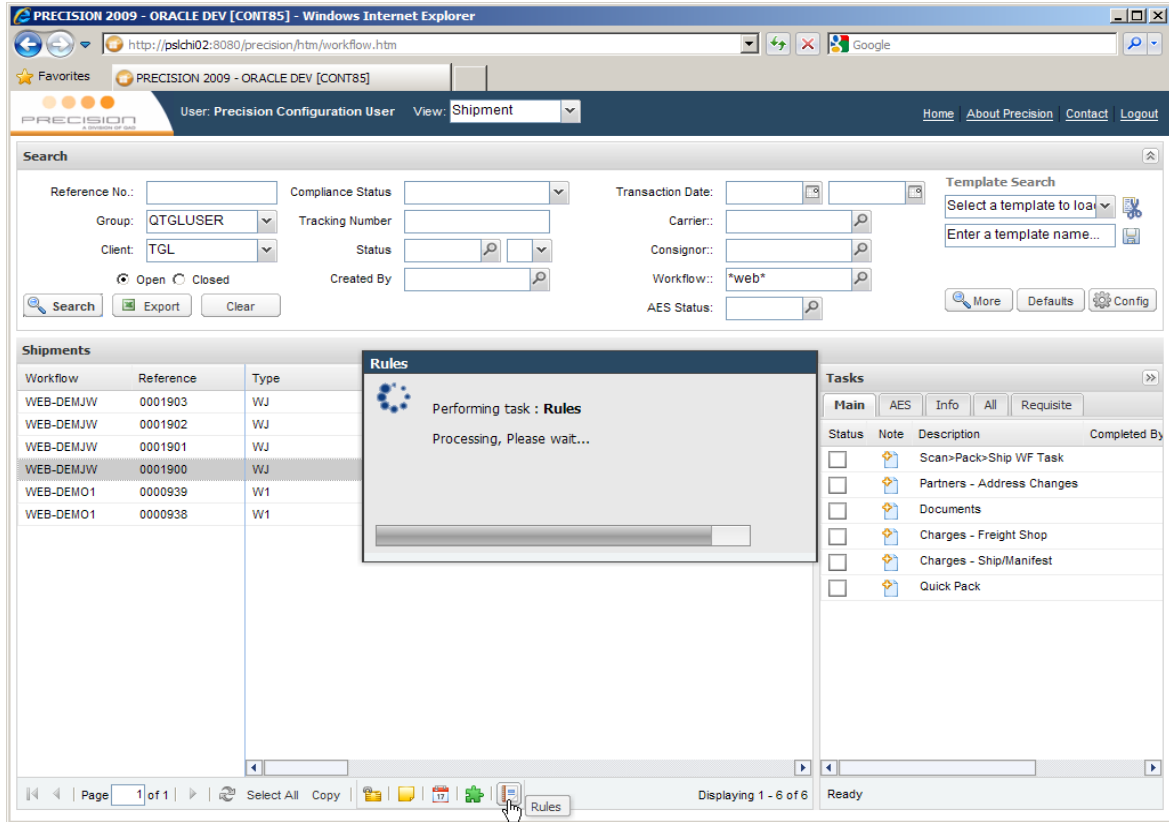 PRECISION 2009 - ORACLE DEV [CONT85] - Windows Internet Explorer
http://pslchi02:8080/precision/htm/workflow.htm
Google
Favorites
PRECISION 2009 - ORACLE DEV [CONT85]
PRECISION
A DIVISION OF QAD
User: Precision Configuration User View: Shipment
Home About Precision Contact Logout
Search
Reference No.: Compliance Status Transaction Date: Template Search
Group: QTGLUSER Tracking Number Carrier:: Select a template to load
Client: TGL Status Consignor:: Enter a template name...
Open Closed Created By Workflow:: *web*
Search Export Clear AES Status: More Defaults Config
Shipments
Workflow Reference Type
WEB-DEMJW 0001903 WJ
WEB-DEMJW 0001902 WJ
WEB-DEMJW 0001901 WJ
WEB-DEMJW 0001900 WJ
WEB-DEMO1 0000939 W1
WEB-DEMO1 0000938 W1
Rules
Performing task : Rules
Processing, Please wait...
Tasks
Main AES Info All Requisite
Status Note Description Completed By
Scan>Pack>Ship WF Task
Partners - Address Changes
Documents
Charges - Freight Shop
Charges - Ship/Manifest
Quick Pack
Page 1 of 1 Select All Copy 17 Displaying 1 - 6 of 6 Ready
Rules